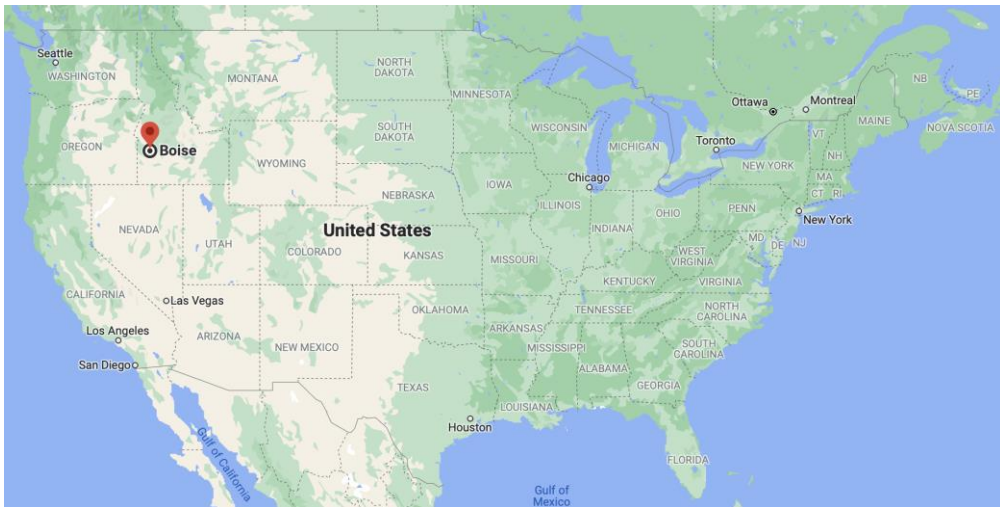 Seattle
WASHINGTON
MONTANA
NORTH
DAKOTA
MINNESOTA
Ottawa
Montreal
NB
PE
MAINE
NOVA SCOTIA
OREGON
Boise
SOUTH
DAKOTA
WISCONSIN
MICHIGAN
Toronto
VT
NH
NEW YORK
MA
CT
RI
WYOMING
IOWA
Chicago
NEBRASKA
ILLINOIS
INDIANA
OHIO
PENN
New York
NEVADA
UTAH
COLORADO
United States
KANSAS
MISSOURI
WEST
VIRGINIA
MD
DE
NJ
VIRGINIA
KENTUCKY
CALIFORNIA
Las Vegas
Los Angeles
San Diego
ARIZONA
NEW MEXICO
OKLAHOMA
ARKANSAS
TENNESSEE
NORTH
CAROLINA
SOUTH
CAROLINA
MISSISSIPPI
ALABAMA
GEORGIA
TEXAS
LOUISIANA
Houston
FLORIDA
Gulf of California
Gulf of
Mexico